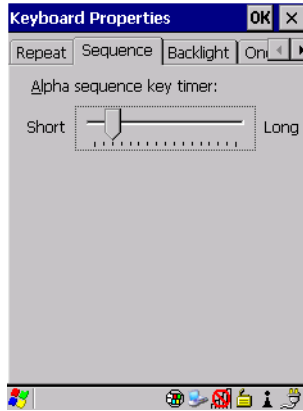 Keyboard Properties OK ×
Repeat Sequence Backlight
Alpha sequence key timer:
Short Long